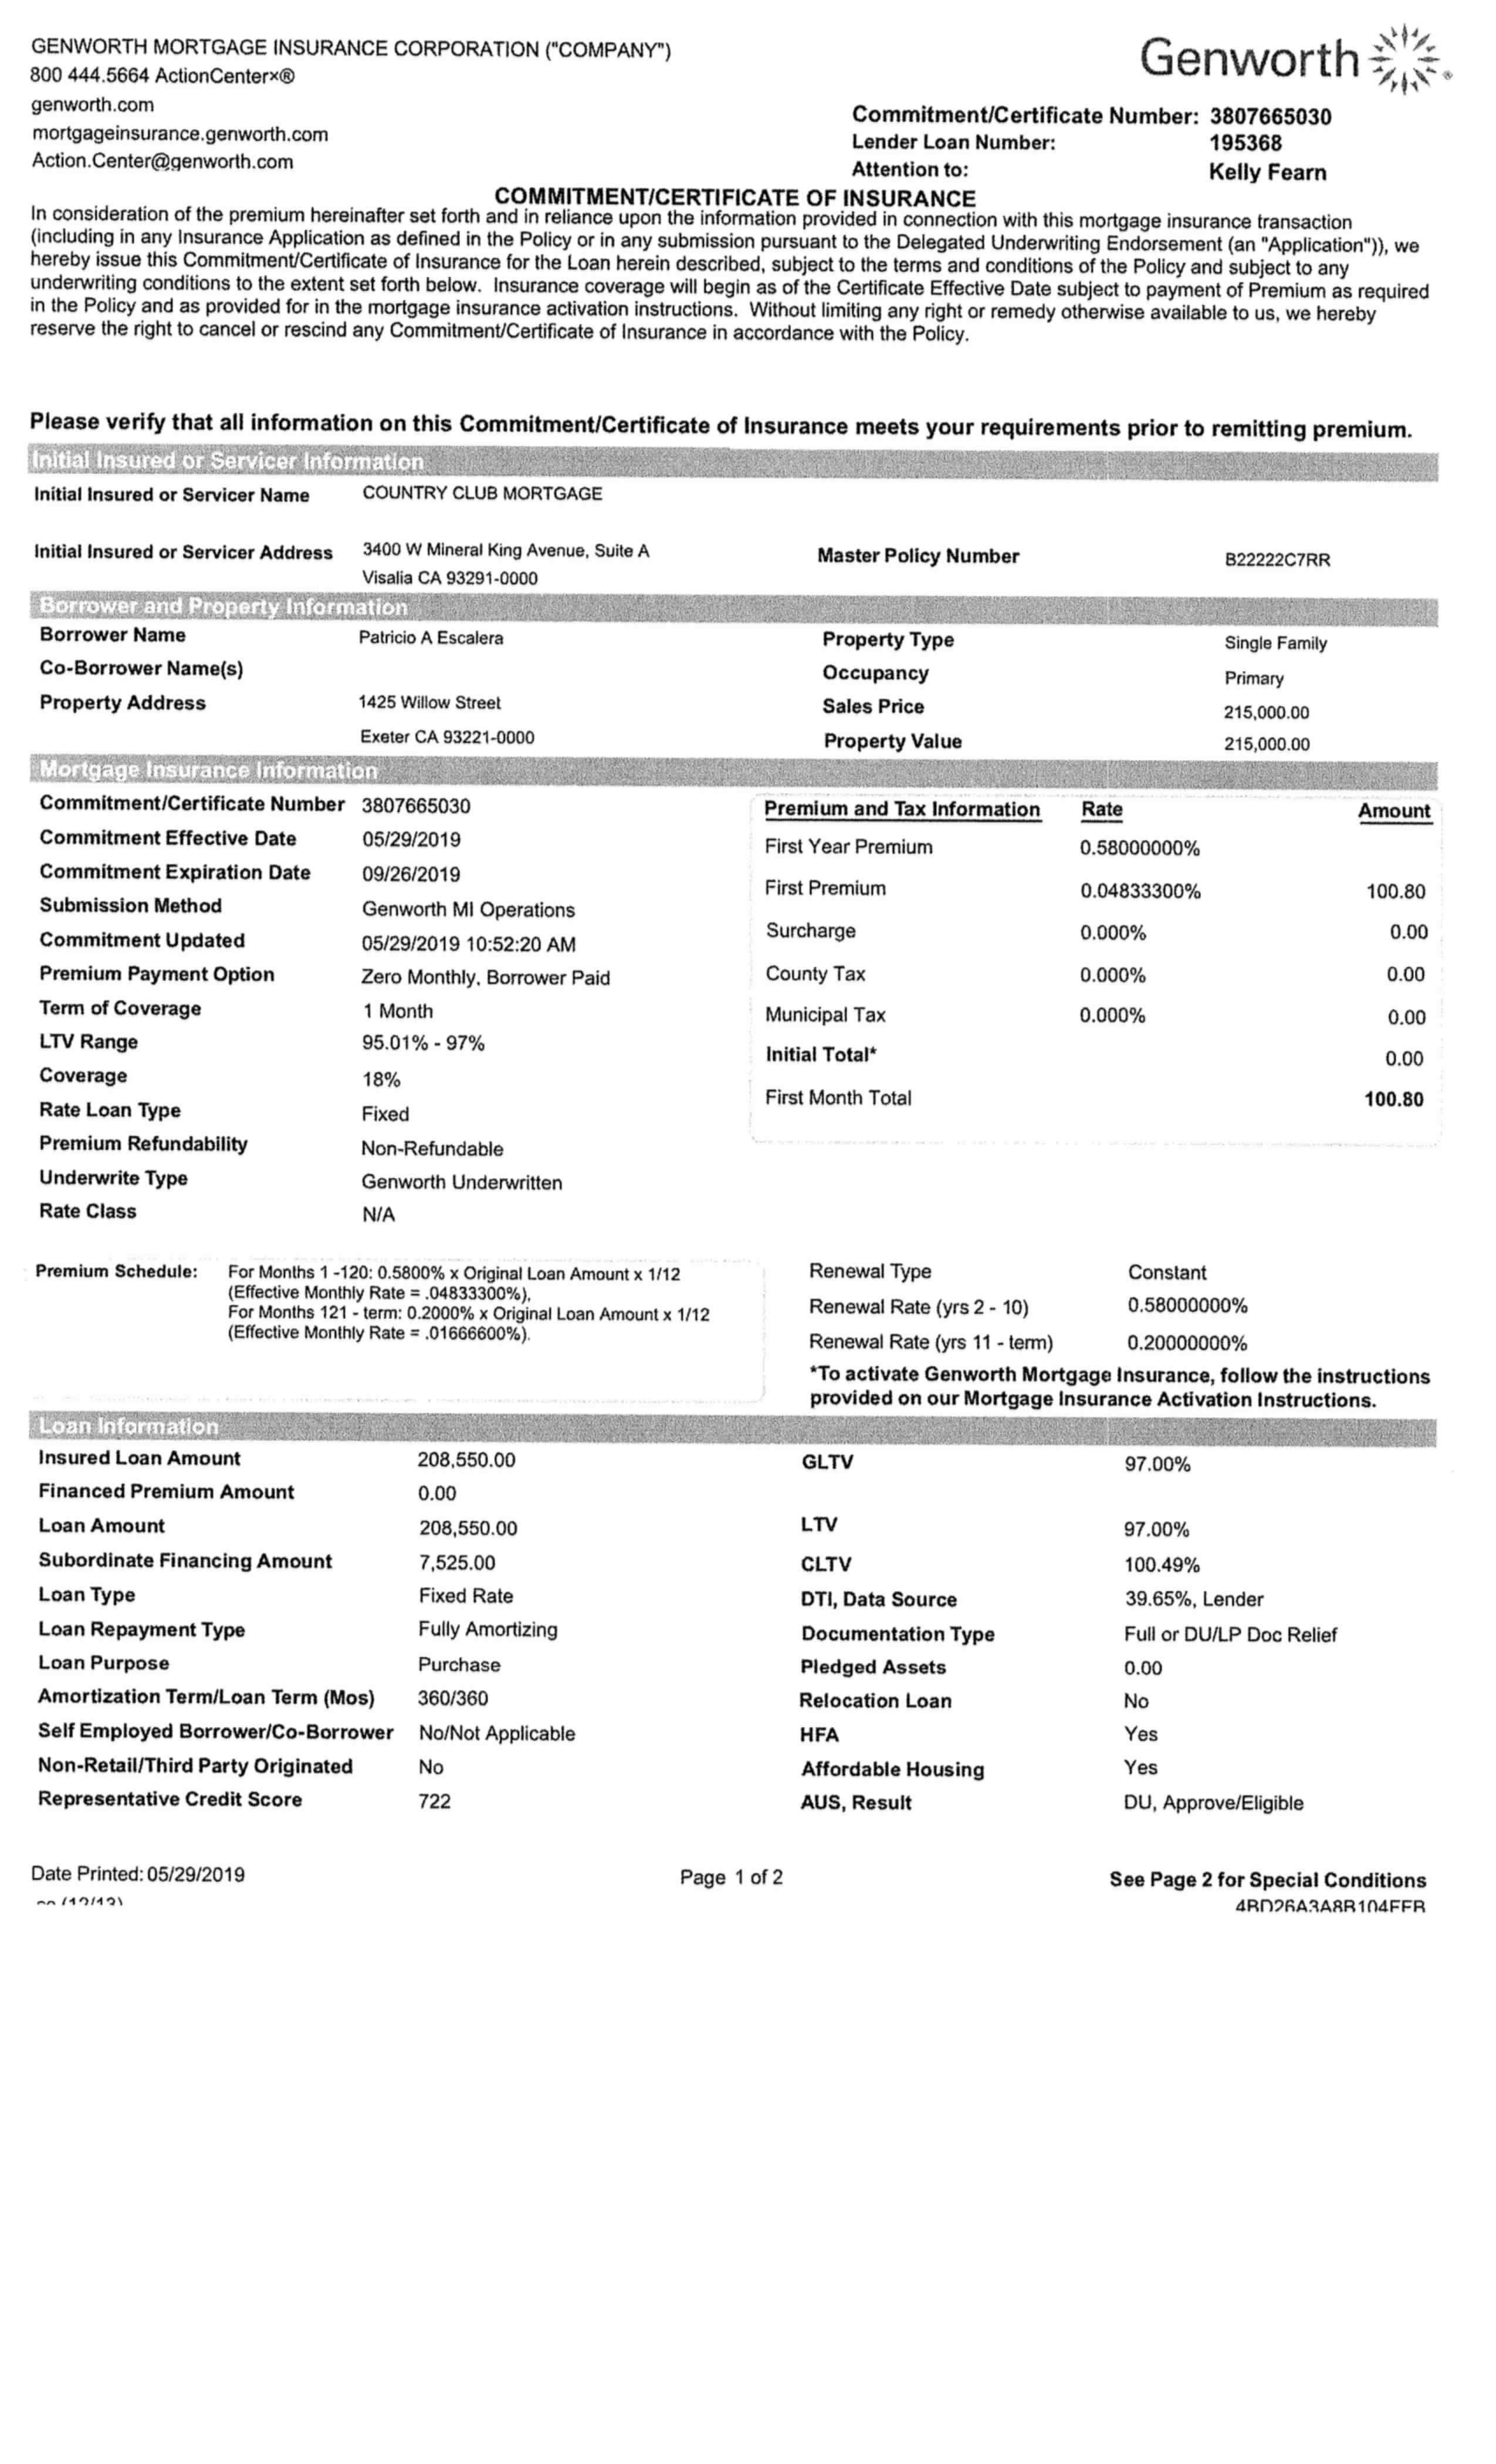 GENWORTH MORTGAGE INSURANCE CORPORATION ("COMPANY")
800 444.5664 ActionCenter×®
genworth.com
mortgageinsurance.genworth.com
Action.Center@genworth.com
Genworth ®
Commitment/Certificate Number: 3807665030
Lender Loan Number: 195368
Attention to: Kelly Fearn
COMMITMENT/CERTIFICATE OF INSURANCE
In consideration of the premium hereinafter set forth and in reliance upon the information provided in connection with this mortgage insurance transaction
(including in any Insurance Application as defined in the Policy or in any submission pursuant to the Delegated Underwriting Endorsement (an "Application")), we
hereby issue this Commitment/Certificate of Insurance for the Loan herein described, subject to the terms and conditions of the Policy and subject to any
underwriting conditions to the extent set forth below. Insurance coverage will begin as of the Certificate Effective Date subject to payment of Premium as required
in the Policy and as provided for in the mortgage insurance activation instructions. Without limiting any right or remedy otherwise available to us, we hereby
reserve the right to cancel or rescind any Commitment/Certificate of Insurance in accordance with the Policy.
Please verify that all information on this Commitment/Certificate of Insurance meets your requirements prior to remitting premium.
Initial Insured or Servicer Information
Initial Insured or Servicer Name COUNTRY CLUB MORTGAGE
Initial Insured or Servicer Address 3400 W Mineral King Avenue, Suite A Master Policy Number B22222C7RR
Visalia CA 93291-0000
Borrower and Property Information
Borrower Name Patricio A Escalera Property Type Single Family
Co-Borrower Name(s) Occupancy Primary
Property Address 1425 Willow Street Sales Price 215,000.00
Exeter CA 93221-0000 Property Value 215,000.00
Mortgage Insurance Information
Commitment/Certificate Number 3807665030
Commitment Effective Date 05/29/2019
Commitment Expiration Date 09/26/2019
Submission Method Genworth MI Operations
Commitment Updated 05/29/2019 10:52:20 AM
Premium Payment Option Zero Monthly, Borrower Paid
Term of Coverage 1 Month
LTV Range 95.01% - 97%
Coverage 18%
Rate Loan Type Fixed
Premium Refundability Non-Refundable
Underwrite Type Genworth Underwritten
Rate Class N/A
Premium and Tax Information Rate Amount
First Year Premium 0.58000000%
First Premium 0.04833300% 100.80
Surcharge 0.000% 0.00
County Tax 0.000% 0.00
Municipal Tax 0.000% 0.00
Initial Total* 0.00
First Month Total 100.80
Premium Schedule: For Months 1 -120: 0.5800% x Original Loan Amount x 1/12
(Effective Monthly Rate = .04833300%),
For Months 121 - term: 0.2000% x Original Loan Amount x 1/12
(Effective Monthly Rate = .01666600%).
Renewal Type Constant
Renewal Rate (yrs 2 - 10) 0.58000000%
Renewal Rate (yrs 11 - term) 0.20000000%
*To activate Genworth Mortgage Insurance, follow the instructions
provided on our Mortgage Insurance Activation Instructions.
Loan Information
Insured Loan Amount 208,550.00 GLTV 97.00%
Financed Premium Amount 0.00
Loan Amount 208,550.00 LTV 97.00%
Subordinate Financing Amount 7,525.00 CLTV 100.49%
Loan Type Fixed Rate DTI, Data Source 39.65%, Lender
Loan Repayment Type Fully Amortizing Documentation Type Full or DU/LP Doc Relief
Loan Purpose Purchase Pledged Assets 0.00
Amortization Term/Loan Term (Mos) 360/360 Relocation Loan No
Self Employed Borrower/Co-Borrower No/Not Applicable HFA Yes
Non-Retail/Third Party Originated No Affordable Housing Yes
Representative Credit Score 722 AUS, Result DU, Approve/Eligible
Date Printed: 05/29/2019 Page 1 of 2 See Page 2 for Special Conditions
(12/13)